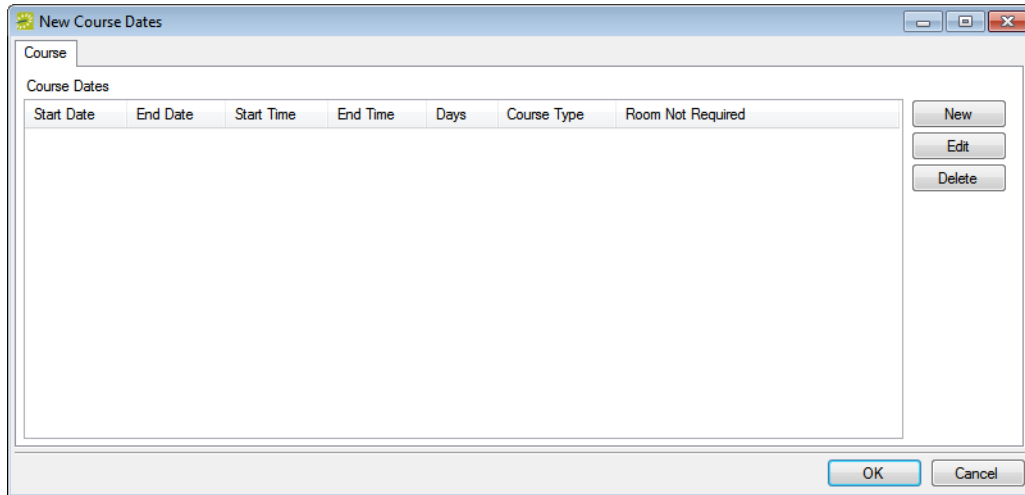 New Course Dates
Course
Course Dates
Start Date End Date Start Time End Time Days Course Type Room Not Required
New
Edit
Delete
OK Cancel